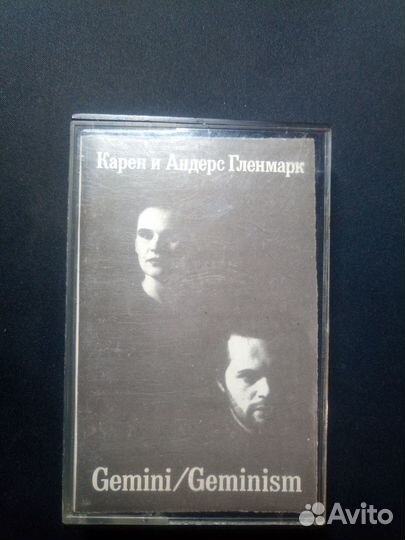 Карен и Андерс Гленмарк
Gemini/Geminism
Avito